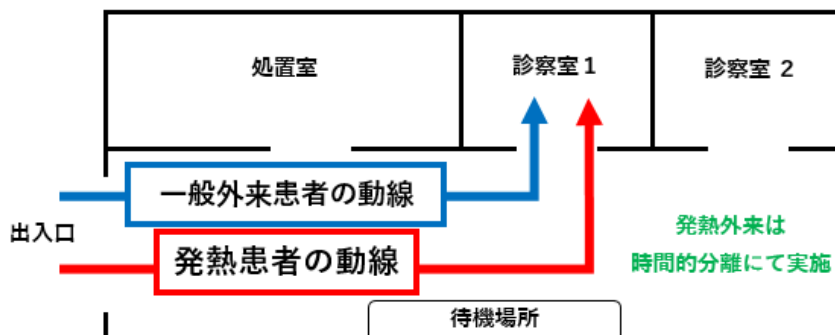 処置室
診察室1
診察室 2
一般外来患者の動線
出入口
発熱患者の動線
発熱外来は
時間的分離にて実施
待機場所